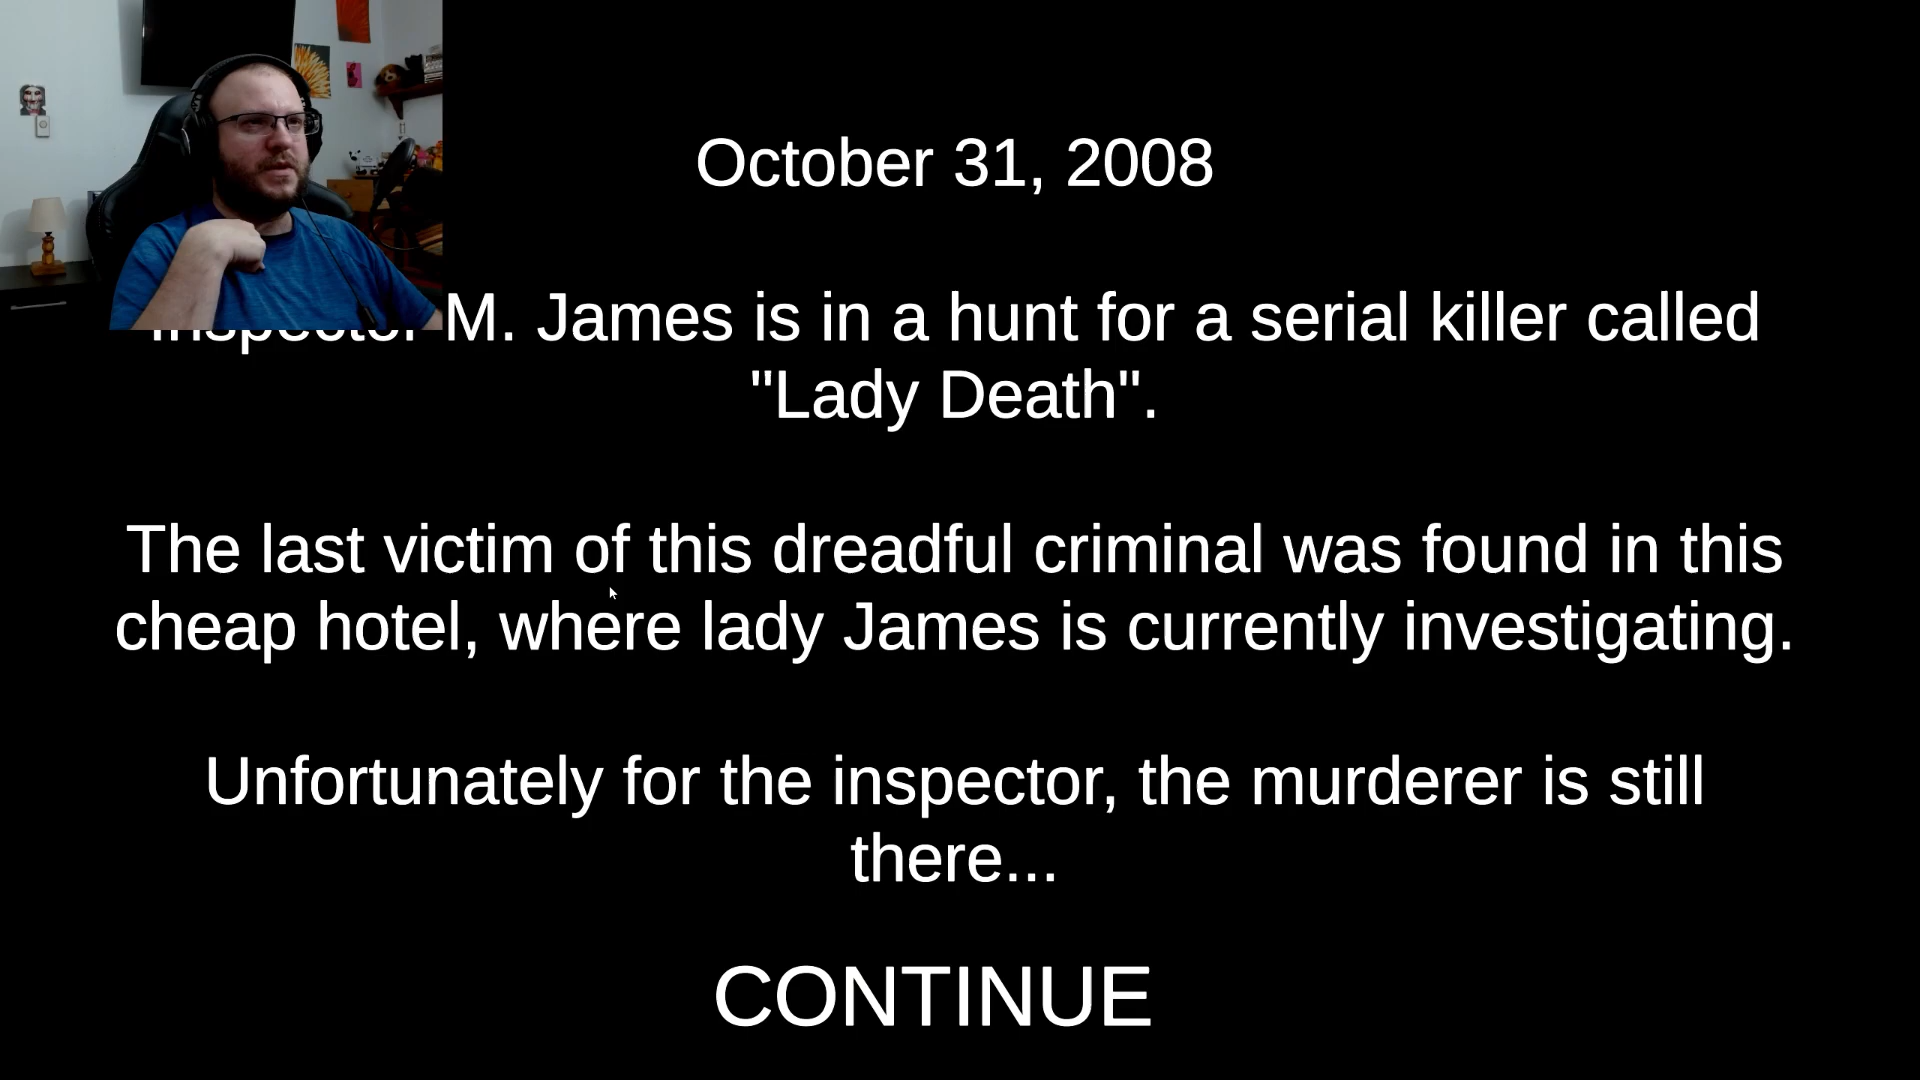 October 31, 2008
Inspector M. James is in a hunt for a serial killer called
"Lady Death".
The last victim of this dreadful criminal was found in this
cheap hotel, where lady James is currently investigating.
Unfortunately for the inspector, the murderer is still
there...
CONTINUE